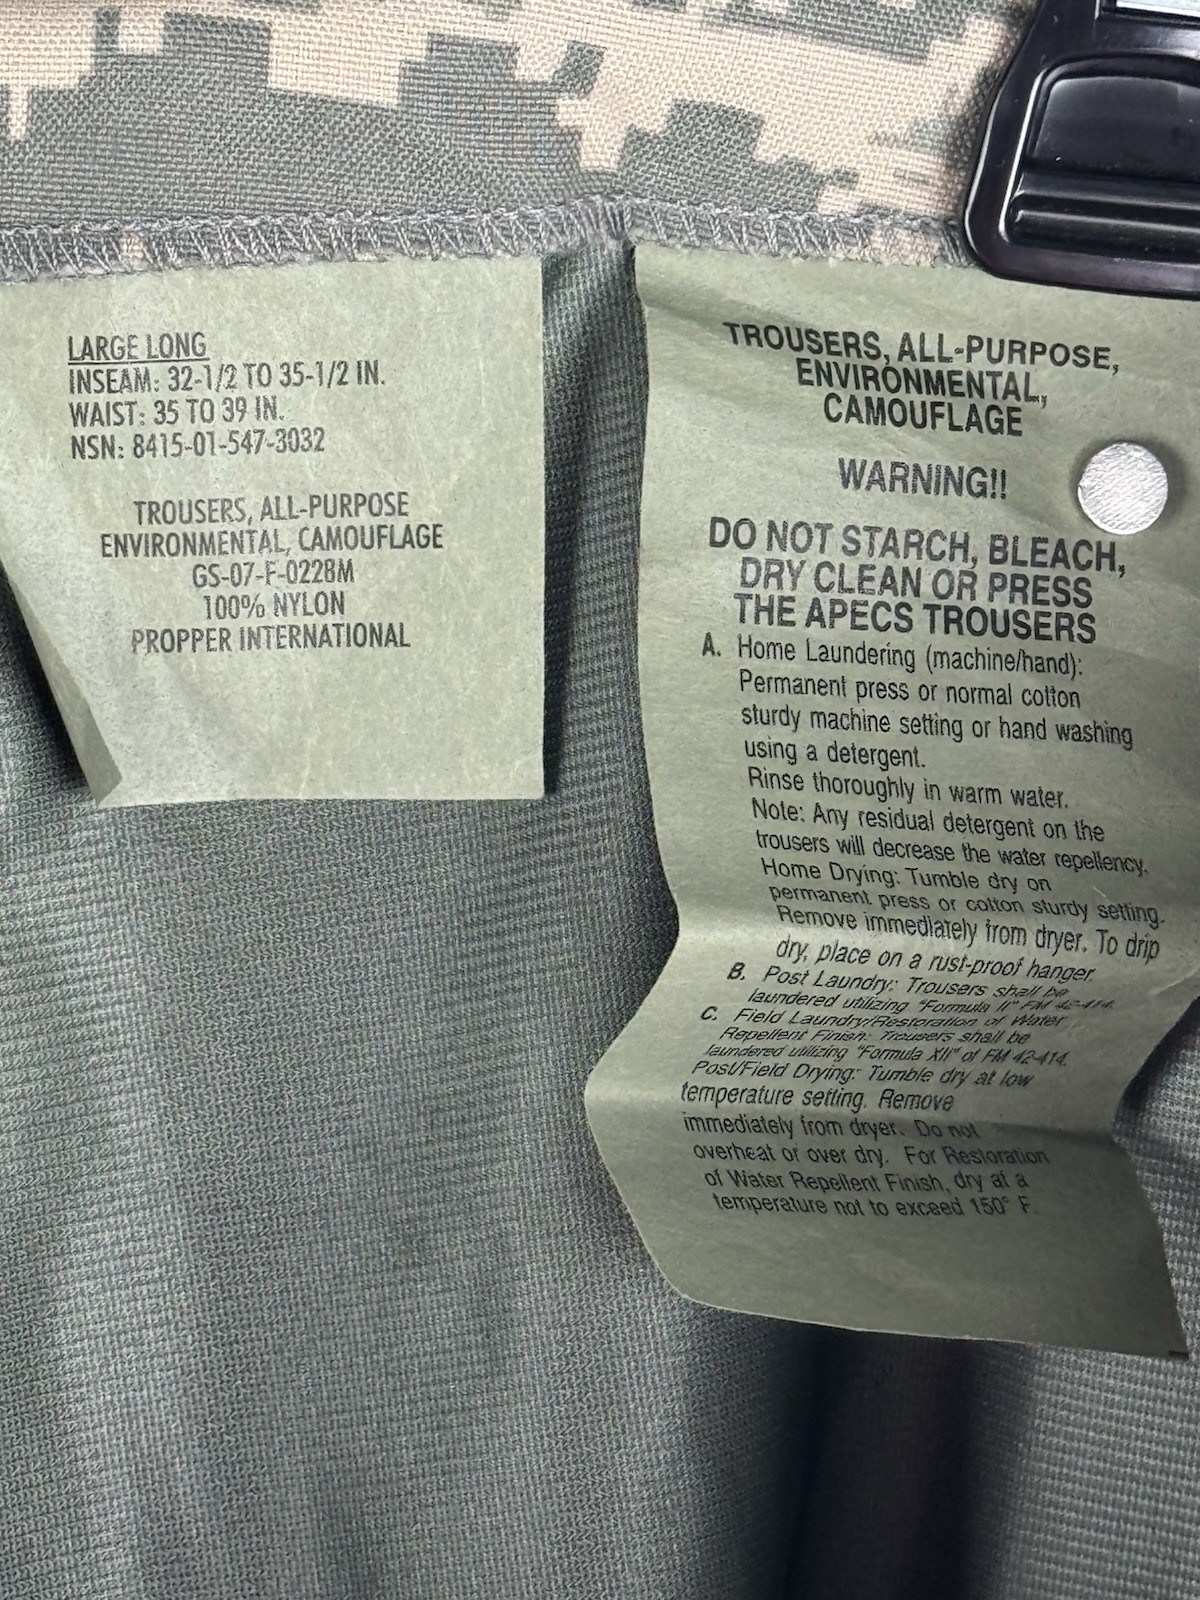 LARGE LONG
INSEAM: 32-1/2 TO 35-1/2 IN.
WAIST: 35 TO 39 IN.
NSN: 8415-01-547-3032
TROUSERS, ALL-PURPOSE
ENVIRONMENTAL, CAMOUFLAGE
GS-07-F-0228M
100% NYLON
PROPPER INTERNATIONAL
TROUSERS, ALL-PURPOSE,
ENVIRONMENTAL,
CAMOUFLAGE
WARNING!!
DO NOT STARCH, BLEACH,
DRY CLEAN OR PRESS
THE APECS TROUSERS
A. Home Laundering (machine/hand):
Permanent press or normal cotton
sturdy machine setting or hand washing
using a detergent.
Rinse thoroughly in warm water.
Note: Any residual detergent on the
trousers will decrease the water repellency.
Home Drying: Tumble dry on
permanent press or cotton sturdy setting.
Remove immediately from dryer. To drip
dry, place on a rust-proof hanger.
B. Post Laundry: Trousers shall be
laundered utilizing "Formula II" FM 42-414.
C. Field Laundry/Restoration of Water
Repellent Finish: Trousers shall be
laundered utilizing "Formula XII" of FM 42-414.
Post/Field Drying: Tumble dry at low
temperature setting. Remove
immediately from dryer. Do not
overheat or over dry. For Restoration
of Water Repellent Finish, dry at a
temperature not to exceed 150° F.